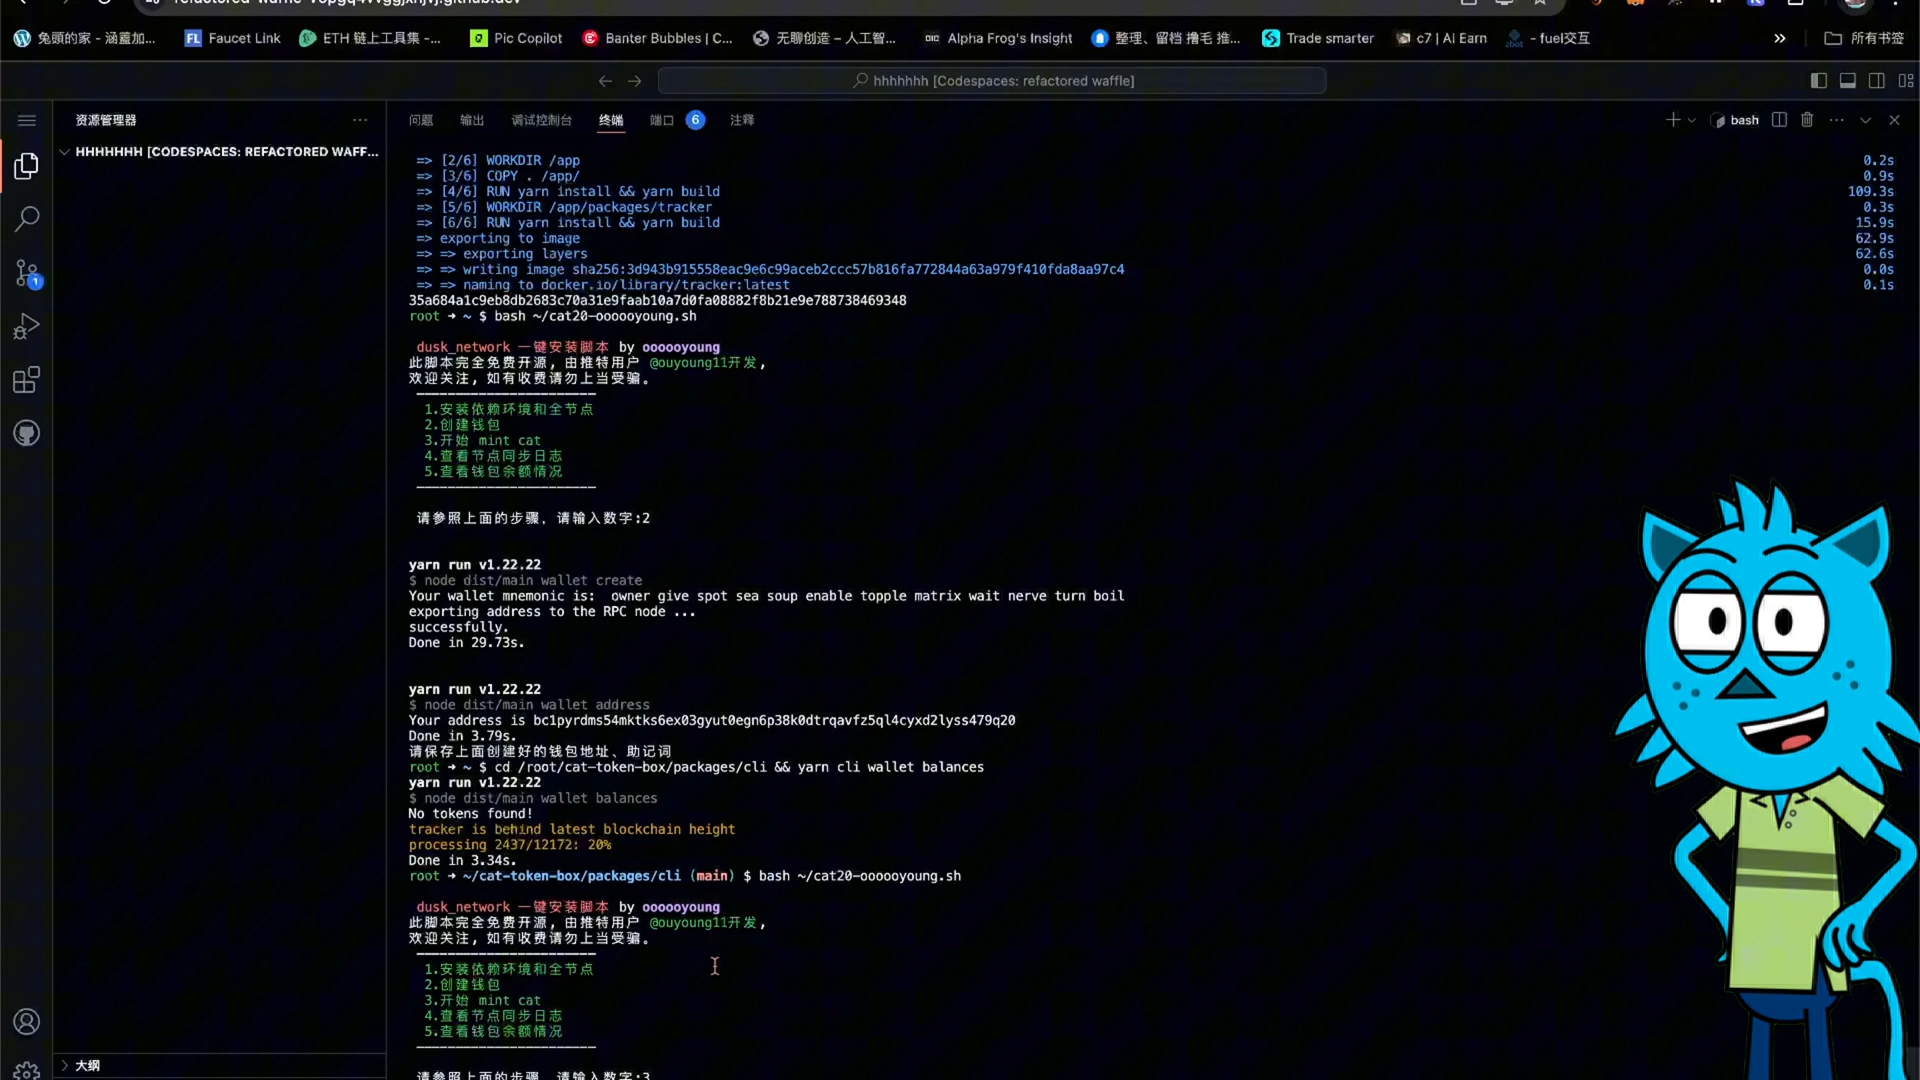 兔頭的家 - 涵蓋加...
FL Faucet Link
ETH 链上工具集 -...
Pic Copilot
Banter Bubbles | C...
无聊创造 – 人工智...
Alpha Frog's Insight
整理、留档 撸毛 推...
Trade smarter
c7 | AI Earn
- fuel交互
所有书签
hhhhhhh [Codespaces: refactored waffle]
资源管理器
HHHHHHH [CODESPACES: REFACTORED WAFF...
问题 输出 调试控制台 终端 端口 6 注释
bash
=> [2/6] WORKDIR /app 0.2s
=> [3/6] COPY . /app/ 0.9s
=> [4/6] RUN yarn install && yarn build 109.3s
=> [5/6] WORKDIR /app/packages/tracker 0.3s
=> [6/6] RUN yarn install && yarn build 15.9s
=> exporting to image 62.9s
=> => exporting layers 62.6s
=> => writing image sha256:3d943b915558eac9e6c99aceb2ccc57b816fa772844a63a979f410fda8aa97c4 0.0s
=> => naming to docker.io/library/tracker:latest 0.1s
35a684a1c9eb8db2683c70a31e9faab10a7d0fa08882f8b21e9e788738469348
root ➜ ~ $ bash ~/cat20-oooooyoung.sh
dusk_network 一键安装脚本 by oooooyoung
此脚本完全免费开源, 由推特用户 @ouyoung11开发,
欢迎关注, 如有收费请勿上当受骗。
1.安装依赖环境和全节点
2.创建钱包
3.开始 mint cat
4.查看节点同步日志
5.查看钱包余额情况
请参照上面的步骤, 请输入数字:2
yarn run v1.22.22
$ node dist/main wallet create
Your wallet mnemonic is: owner give spot sea soup enable topple matrix wait nerve turn boil
exporting address to the RPC node ...
successfully.
Done in 29.73s.
yarn run v1.22.22
$ node dist/main wallet address
Your address is bc1pyrdms54mktks6ex03gyut0egn6p38k0dtrqavfz5ql4cyxd2lyss479q20
Done in 3.79s.
请保存上面创建好的钱包地址、助记词
root ➜ ~ $ cd /root/cat-token-box/packages/cli && yarn cli wallet balances
yarn run v1.22.22
$ node dist/main wallet balances
No tokens found!
tracker is behind latest blockchain height
processing 2437/12172: 20%
Done in 3.34s.
root ➜ ~/cat-token-box/packages/cli (main) $ bash ~/cat20-oooooyoung.sh
dusk_network 一键安装脚本 by oooooyoung
此脚本完全免费开源, 由推特用户 @ouyoung11开发,
欢迎关注, 如有收费请勿上当受骗。
1.安装依赖环境和全节点
2.创建钱包
3.开始 mint cat
4.查看节点同步日志
5.查看钱包余额情况
请参照上面的步骤, 请输入数字:3
大纲